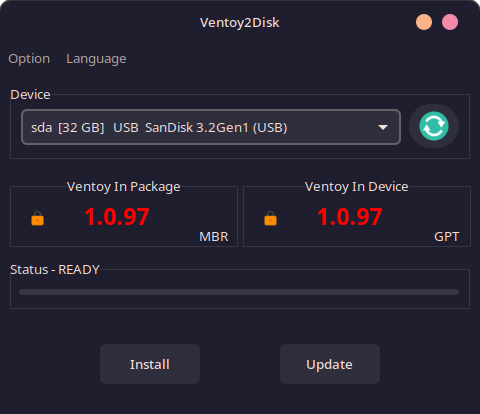 Ventoy2Disk
Option Language
Device
sda [32 GB] USB SanDisk 3.2Gen1 (USB)
Ventoy In Package
1.0.97
MBR
Ventoy In Device
1.0.97
GPT
Status - READY
Install
Update